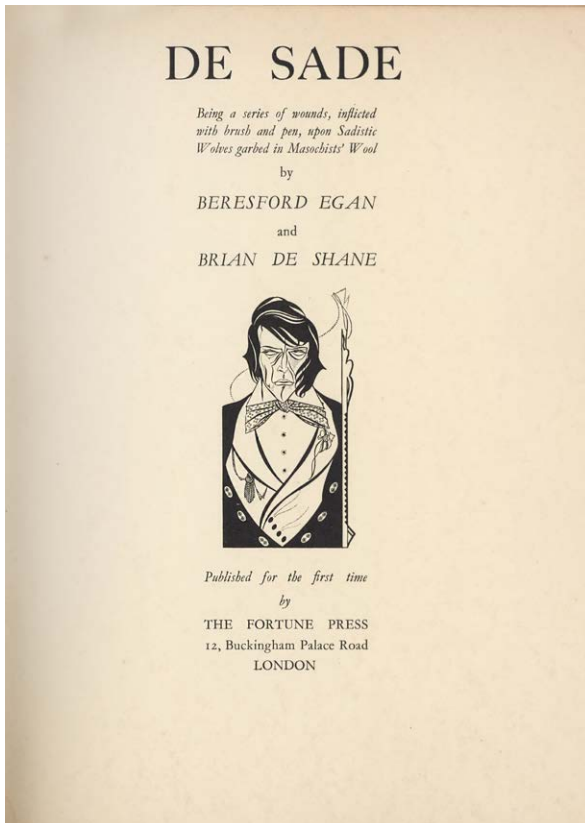 DE SADE
Being a series of wounds, inflicted
with brush and pen, upon Sadistic
Wolves garbed in Masochists' Wool
by
BERESFORD EGAN
and
BRIAN DE SHANE
Published for the first time
by
THE FORTUNE PRESS
12, Buckingham Palace Road
LONDON